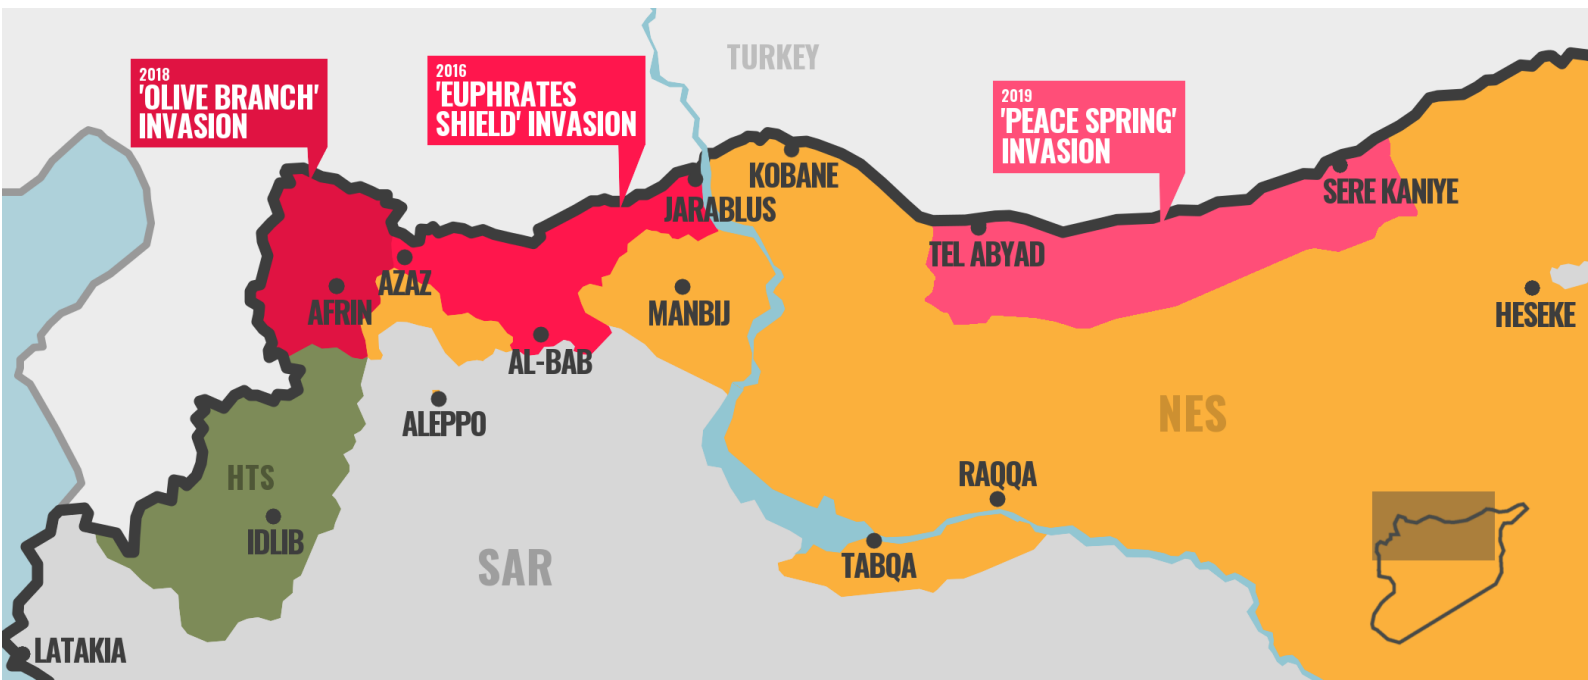 TURKEY
2018
'OLIVE BRANCH'
INVASION
2016
'EUPHRATES
SHIELD' INVASION
2019
'PEACE SPRING'
INVASION
KOBANE
JARABLUS
SERE KANIYE
TEL ABYAD
AZAZ
AFRIN
MANBIJ
HESEKE
AL-BAB
ALEPPO
NES
HTS
RAQQA
IDLIB
SAR
TABQA
LATAKIA